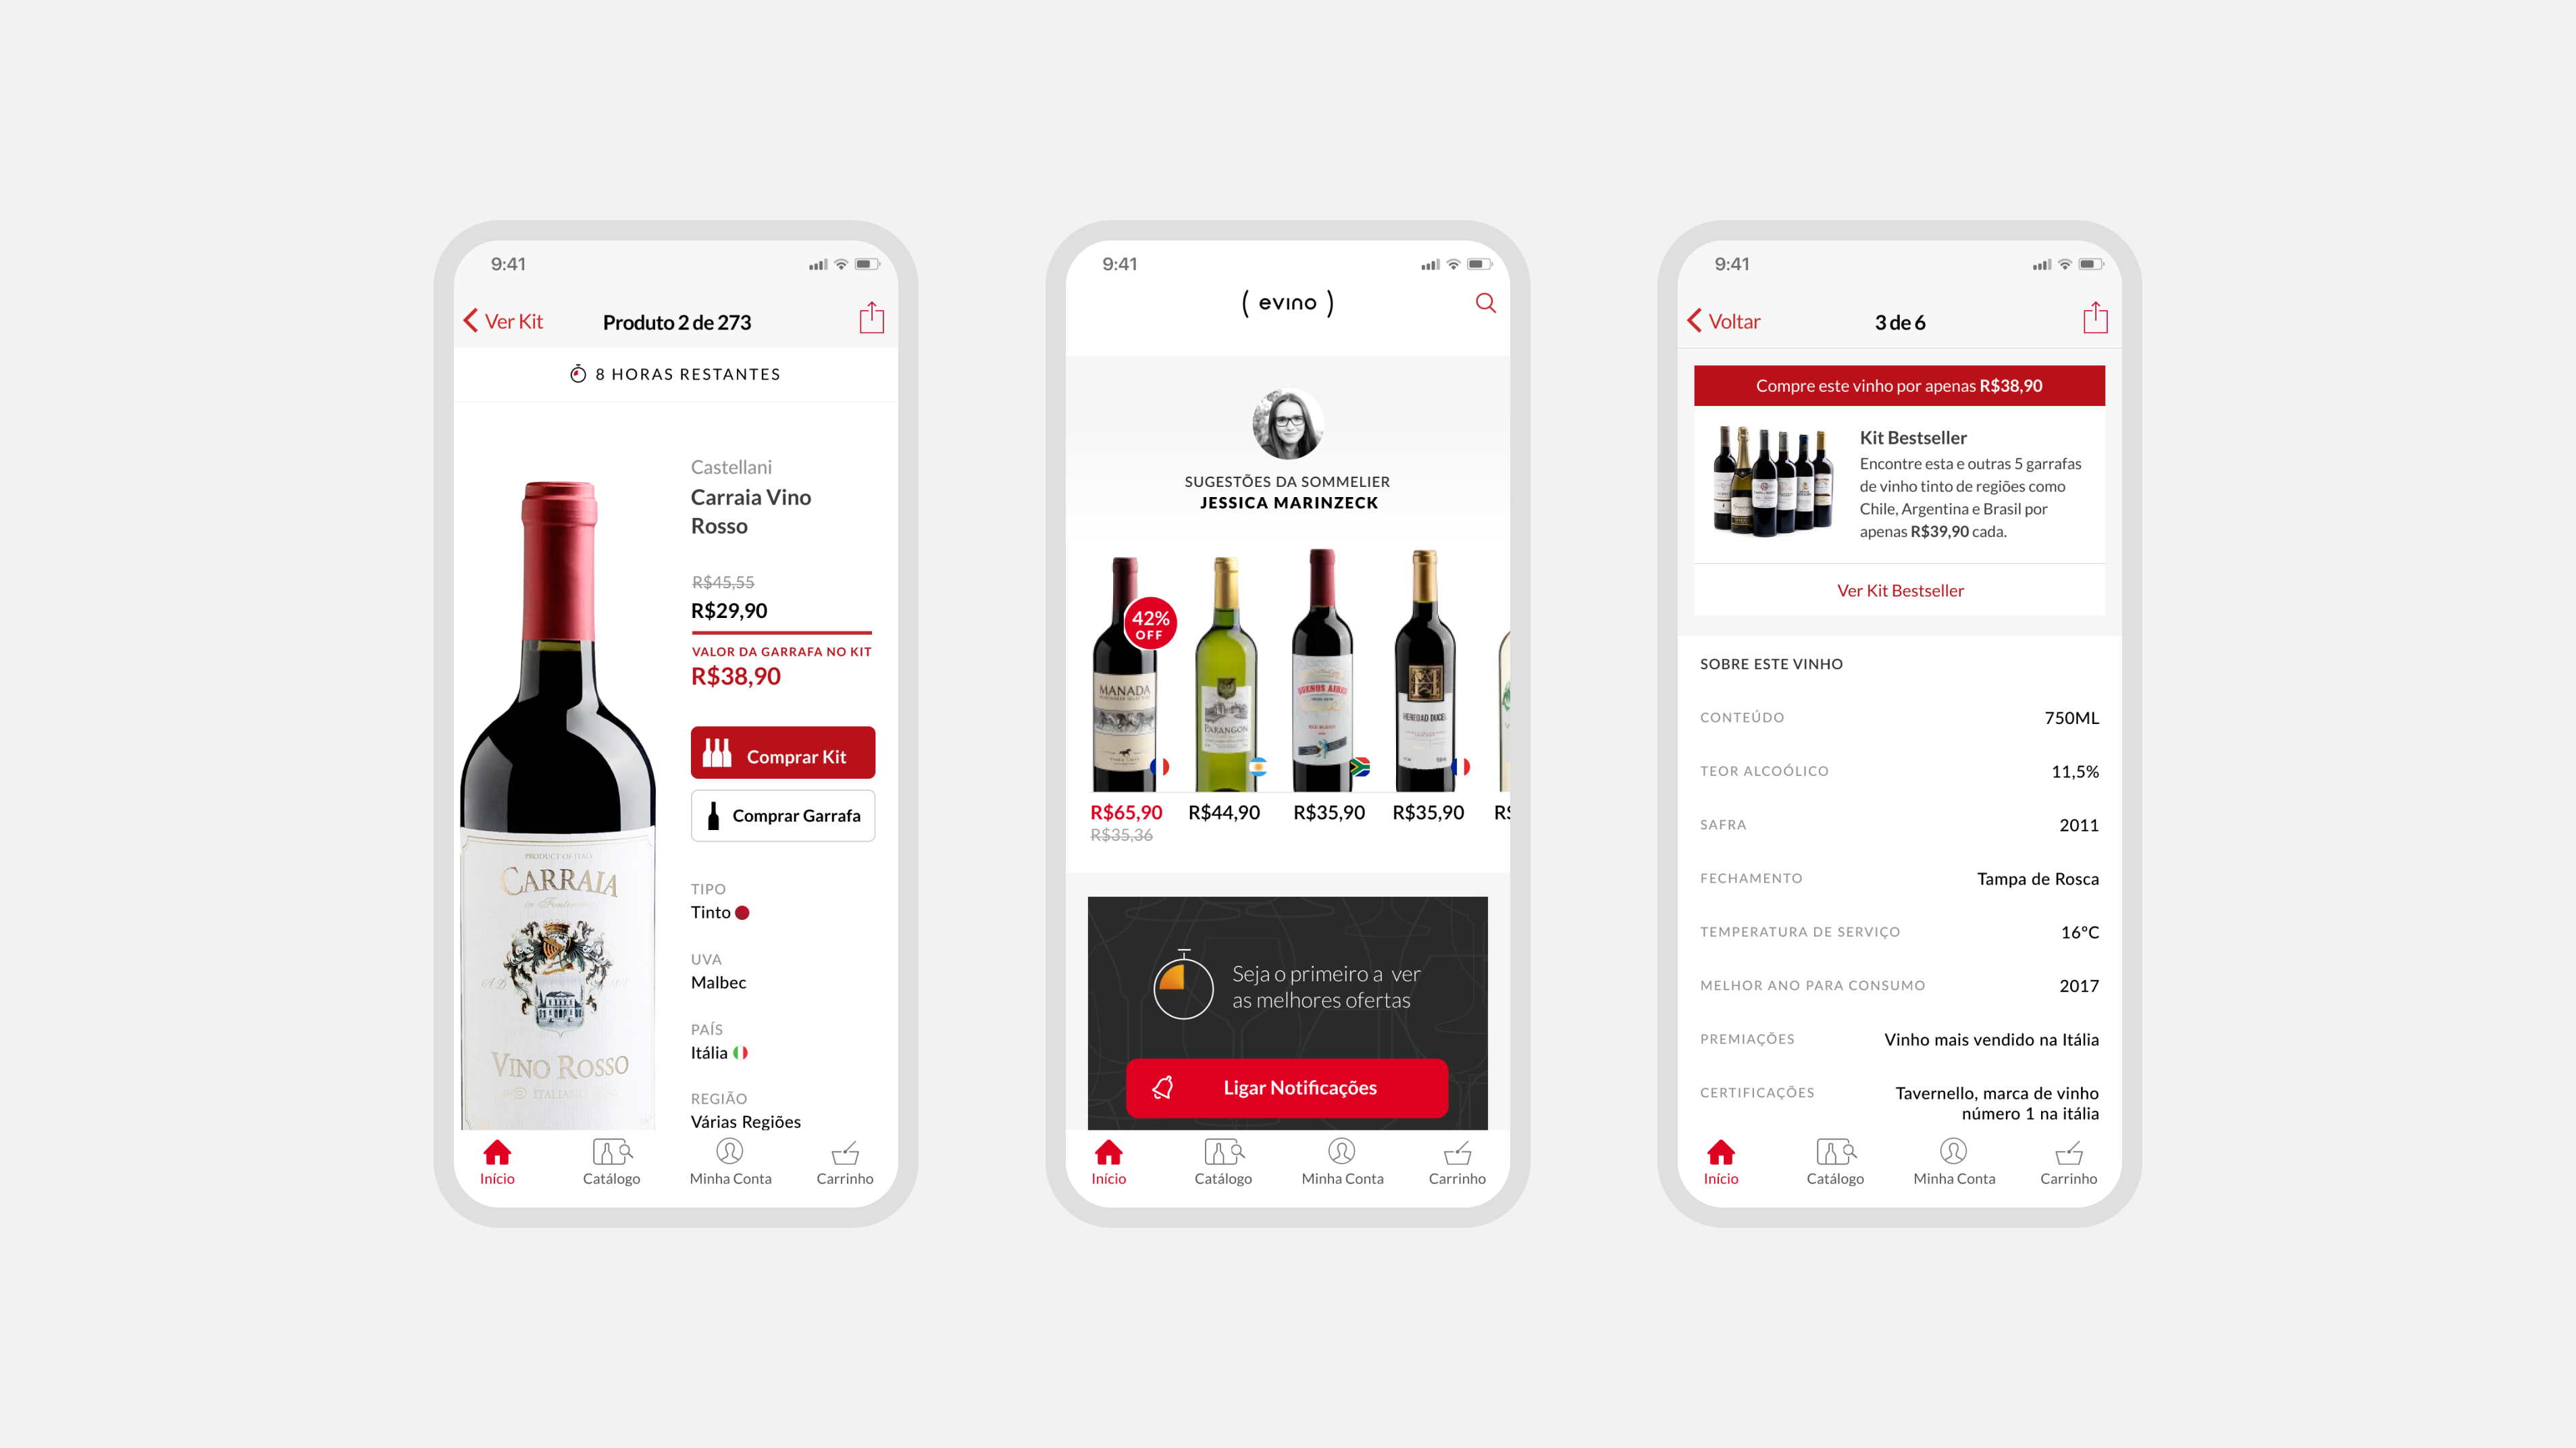 9:41
Ver Kit
Produto 2 de 273
8 HORAS RESTANTES
Castellani
Carraia Vino
Rosso
R$45,55
R$29,90
VALOR DA GARRAFA NO KIT
R$38,90
Comprar Kit
Comprar Garrafa
TIPO
Tinto
UVA
Malbec
PAÍS
Itália
REGIÃO
Várias Regiões
PRODUCT OF ITALY
CARRAIA
VINO ROSSO
Início
Catálogo
Minha Conta
Carrinho
9:41
( evino )
SUGESTÕES DA SOMMELIER
JESSICA MARINZECK
42%
OFF
MANADA
PARANGON
BUENOS AIRES
HEREDAD DUCEL
R$65,90
R$44,90
R$35,90
R$35,90
R$
R$35,36
Seja o primeiro a ver
as melhores ofertas
Ligar Notificações
Início
Catálogo
Minha Conta
Carrinho
9:41
Voltar
3 de 6
Compre este vinho por apenas R$38,90
Kit Bestseller
Encontre esta e outras 5 garrafas
de vinho tinto de regiões como
Chile, Argentina e Brasil por
apenas R$39,90 cada.
Ver Kit Bestseller
SOBRE ESTE VINHO
CONTEÚDO 750ML
TEOR ALCOÓLICO 11,5%
SAFRA 2011
FECHAMENTO Tampa de Rosca
TEMPERATURA DE SERVIÇO 16ºC
MELHOR ANO PARA CONSUMO 2017
PREMIAÇÕES Vinho mais vendido na Itália
CERTIFICAÇÕES Tavernello, marca de vinho
número 1 na itália
Início
Catálogo
Minha Conta
Carrinho